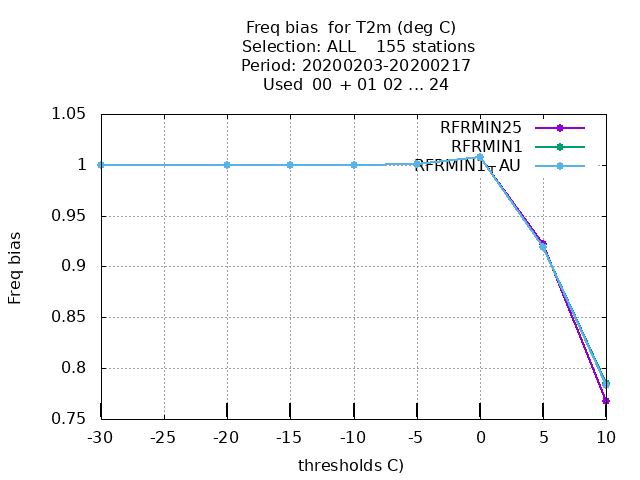 Freq bias  for T2m (deg C)
Selection: ALL    155 stations
Period: 20200203-20200217
Used  00  + 01 02 ... 24
RFRMIN25
RFRMIN1
RFRMIN1+AU
1.05
1
0.95
0.9
0.85
0.8
0.75
Freq bias
-30 -25 -20 -15 -10 -5 0 5 10
thresholds C)